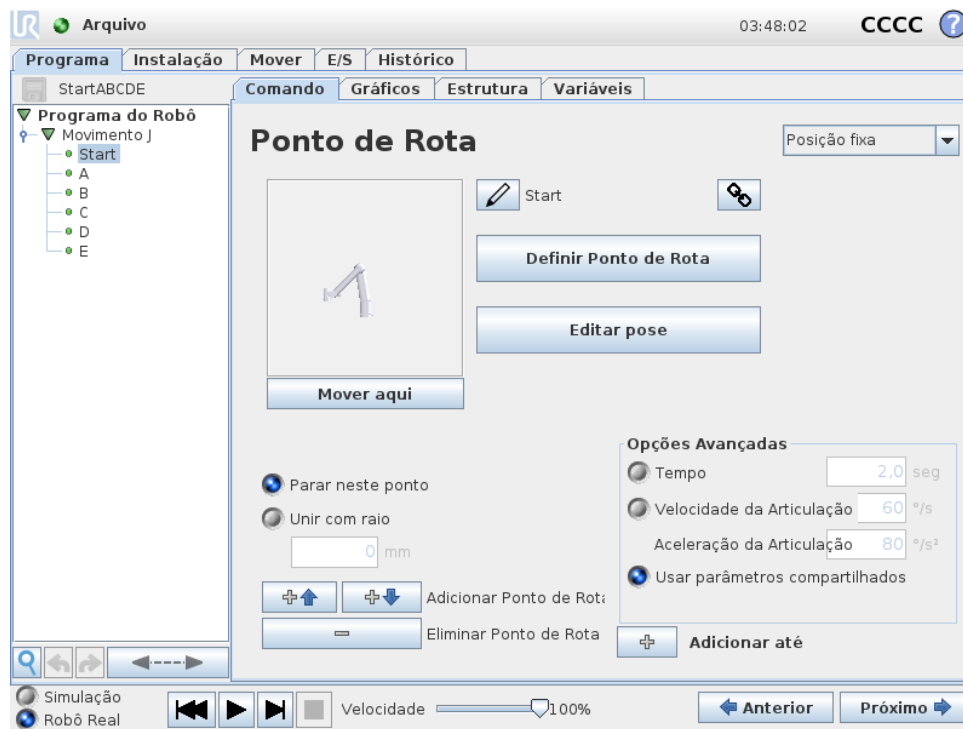 UR Arquivo 03:48:02 CCCC ?
Programa Instalação Mover E/S Histórico
StartABCDE
Comando Gráficos Estrutura Variáveis
Programa do Robô
Movimento J
Start
A
B
C
D
E
Ponto de Rota
Posição fixa
Start
Definir Ponto de Rota
Editar pose
Mover aqui
Parar neste ponto
Unir com raio
0 mm
Adicionar Ponto de Rota
Eliminar Ponto de Rota
Opções Avançadas
Tempo 2,0 seg
Velocidade da Articulação 60 °/s
Aceleração da Articulação 80 °/s²
Usar parâmetros compartilhados
Adicionar até
Simulação
Robô Real
Velocidade 100%
Anterior Próximo